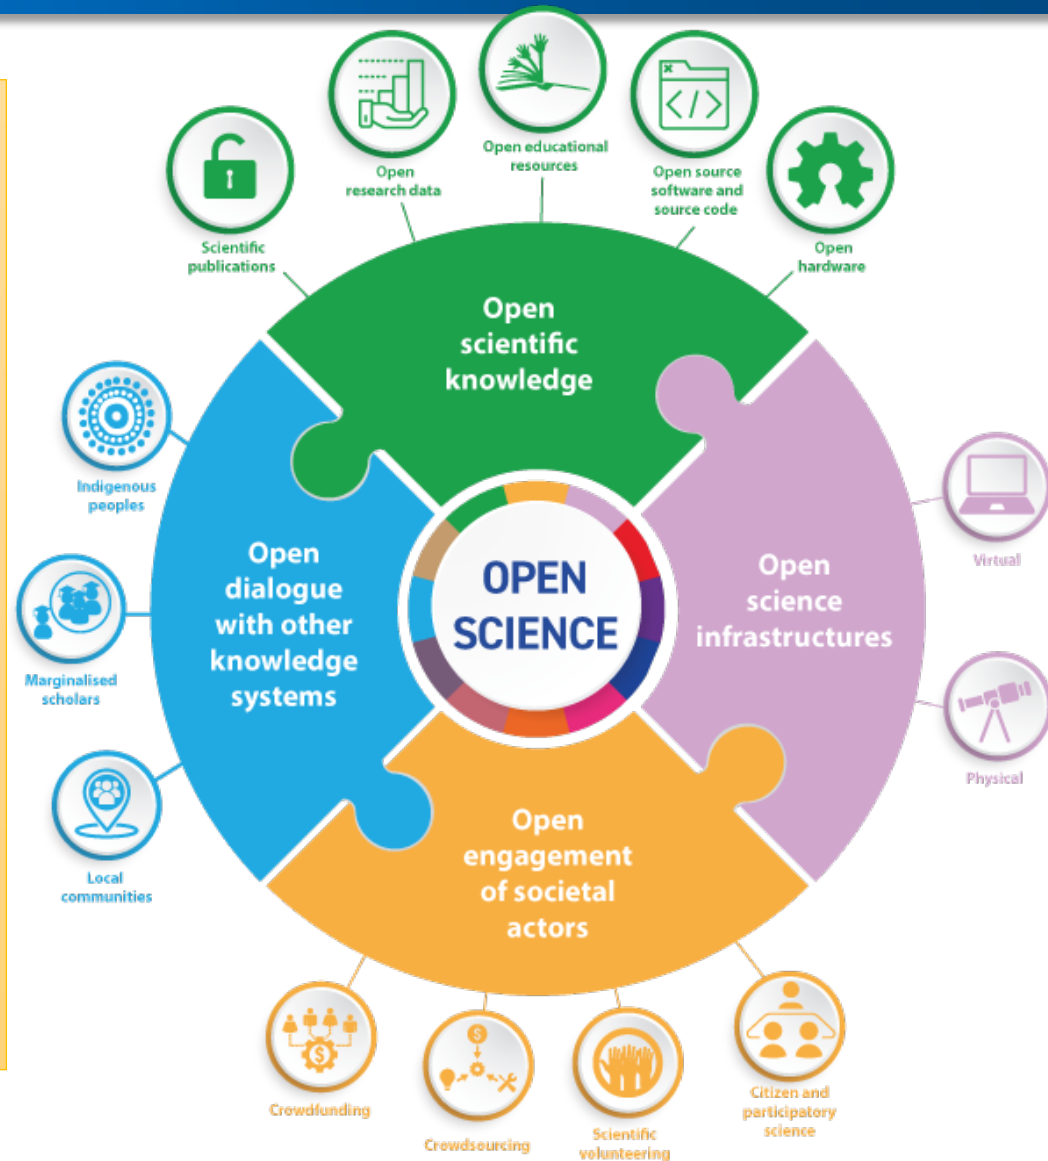 Open educational
resources
Open
research data
Open source
software and
source code
Scientific
publications
Open
hardware
Open
scientific
knowledge
Indigenous
peoples
Marginalised
scholars
Local
communities
Open
dialogue
with other
knowledge
systems
OPEN
SCIENCE
Open
science
infrastructures
Virtual
Physical
Open
engagement
of societal
actors
Crowdfunding
Crowdsourcing
Scientific
volunteering
Citizen and
participatory
science